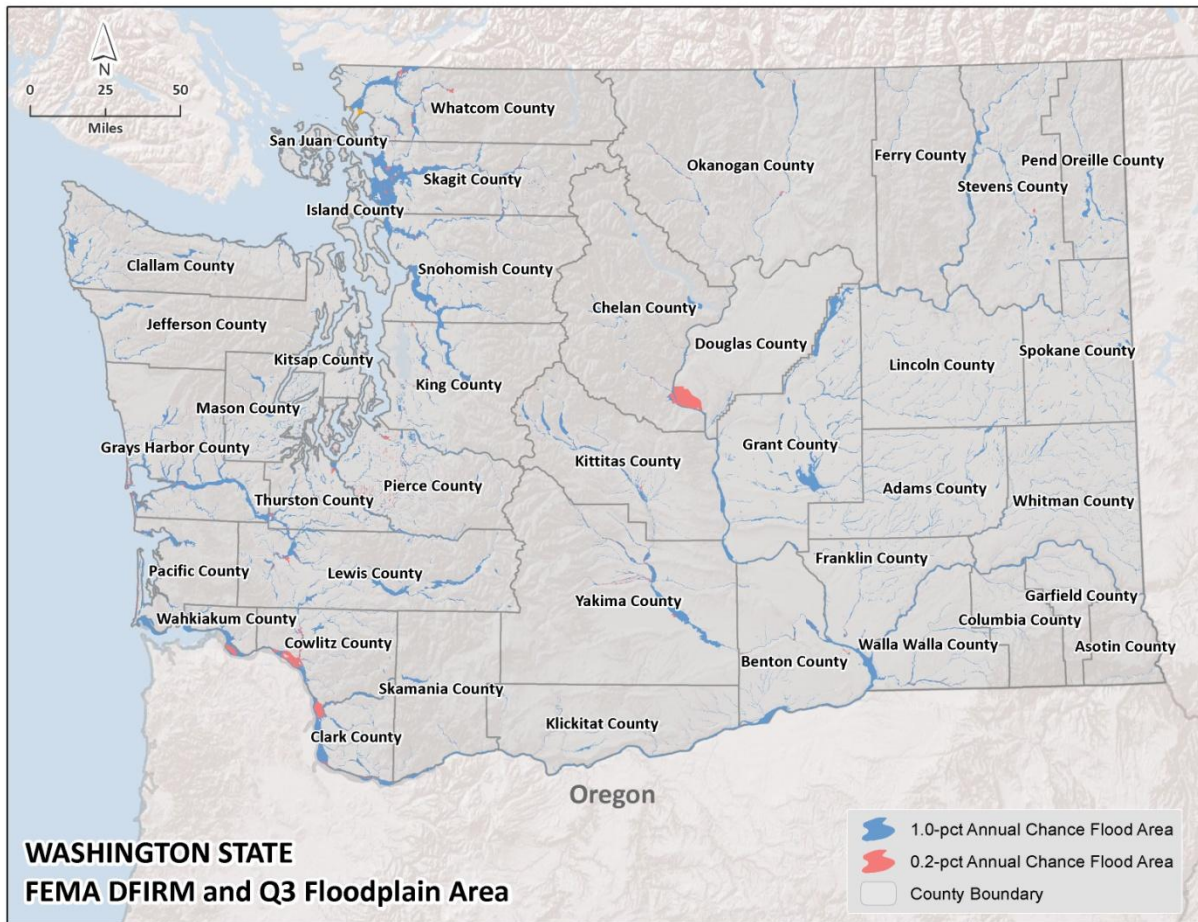 N
0 25 50
Miles
Whatcom County
San Juan County
Okanogan County
Ferry County
Pend Oreille County
Stevens County
Skagit County
Island County
Clallam County
Snohomish County
Chelan County
Jefferson County
Douglas County
Kitsap County
King County
Lincoln County
Spokane County
Mason County
Grays Harbor County
Grant County
Kittitas County
Pierce County
Thurston County
Adams County
Whitman County
Pacific County
Lewis County
Franklin County
Yakima County
Garfield County
Wahkiakum County
Columbia County
Cowlitz County
Walla Walla County
Asotin County
Benton County
Skamania County
Klickitat County
Clark County
Oregon
WASHINGTON STATE
FEMA DFIRM and Q3 Floodplain Area
1.0-pct Annual Chance Flood Area
0.2-pct Annual Chance Flood Area
County Boundary